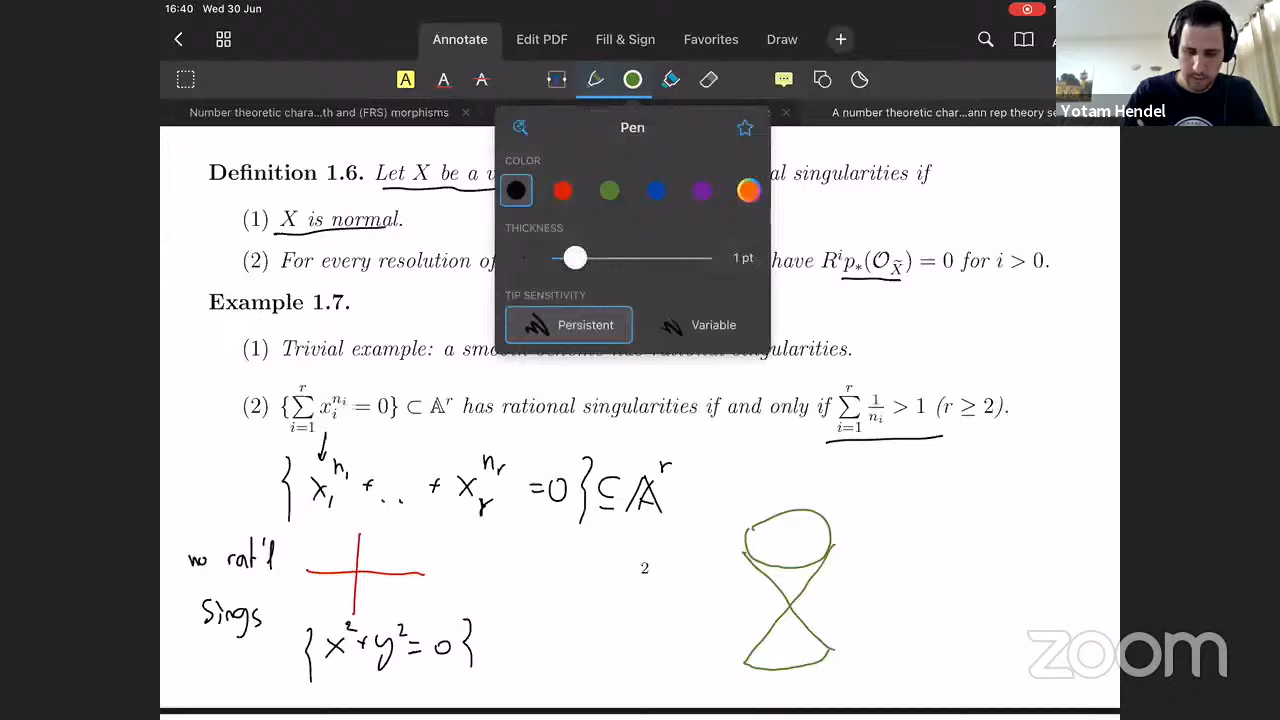 16:40 Wed 30 Jun
Annotate Edit PDF Fill & Sign Favorites Draw
Yotam Hendel
Number theoretic chara...th and (FRS) morphisms
A number theoretic char...ann rep theory se
Pen
COLOR
THICKNESS
1 pt
TIP SENSITIVITY
Persistent Variable
Definition 1.6. Let X be a v al singularities if
(1) X is normal.
(2) For every resolution of have R^i p_*(O_X̃) = 0 for i > 0.
Example 1.7.
(1) Trivial example: a smooth scheme has rational singularities.
(2) {∑_{i=1}^{r} x_i^{n_i} = 0} ⊂ 𝔸^r has rational singularities if and only if ∑_{i=1}^{r} 1/n_i > 1 (r ≥ 2).
{ x_1^{n_1} + .. + x_r^{n_r} = 0 } ⊆ 𝔸^r
no rat'l
sings
{ x^2 + y^2 = 0 }
2
zoom